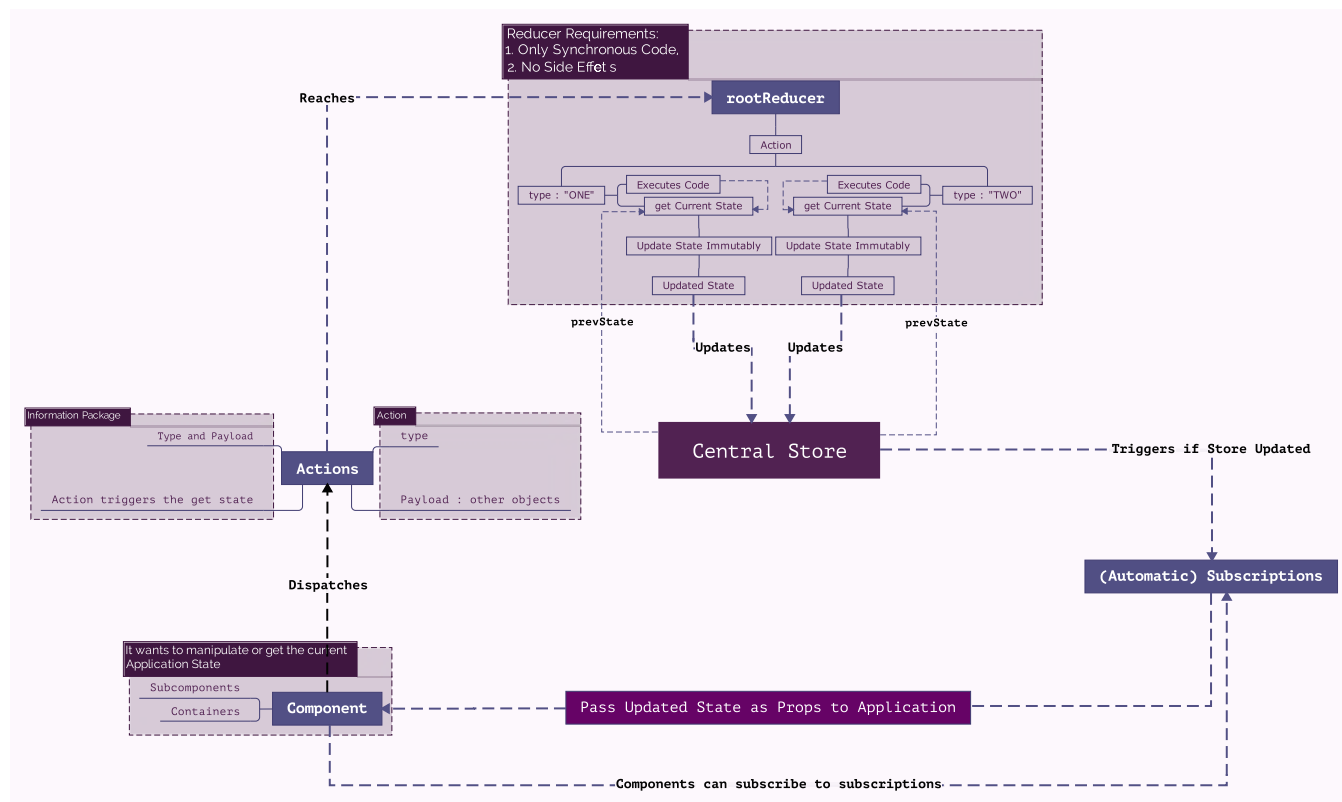 Reducer Requirements:
1. Only Synchronous Code,
2. No Side Effet s
Reaches
rootReducer
Action
Executes Code
Executes Code
type : "ONE"
type : "TWO"
get Current State
get Current State
Update State Immutably
Update State Immutably
Updated State
Updated State
prevState
prevState
Updates
Updates
Information Package
Action
Type and Payload
type
Central Store
Triggers if Store Updated
Actions
Action triggers the get state
Payload : other objects
(Automatic) Subscriptions
Dispatches
It wants to manipulate or get the current
Application State
Subcomponents
Containers
Component
Pass Updated State as Props to Application
Components can subscribe to subscriptions